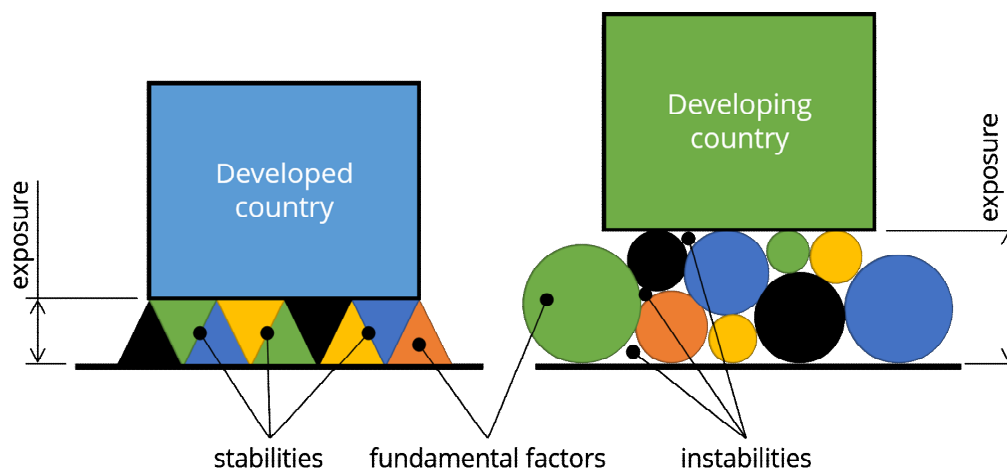 Developed
country
Developing
country
exposure
exposure
stabilities
fundamental factors
instabilities